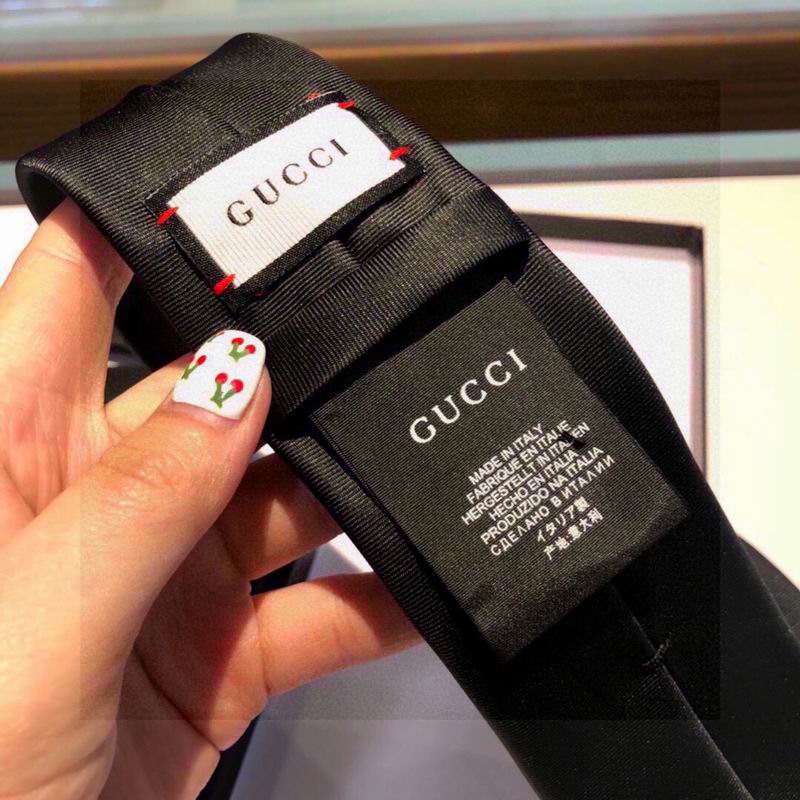 GUCCI
GUCCI
MADE IN ITALY
FABRIQUE EN ITALIE
HERGESTELLT IN ITALIEN
HECHO EN ITALIA
PRODUZIDO NA ITALIA
СДЕЛАНО В ИТАЛИИ
イタリア製
产地:意大利